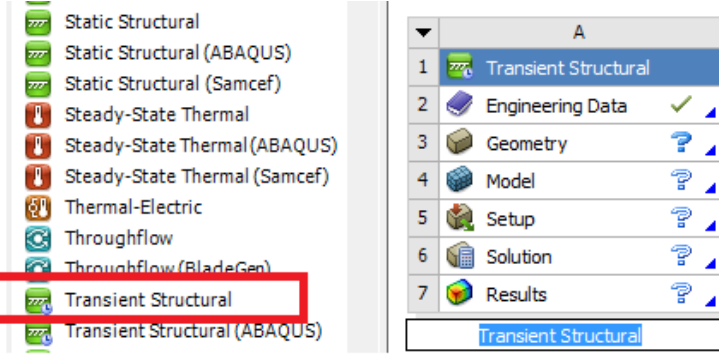 Static Structural
Static Structural (ABAQUS)
Static Structural (Samcef)
Steady-State Thermal
Steady-State Thermal (ABAQUS)
Steady-State Thermal (Samcef)
Thermal-Electric
Throughflow
Throughflow (BladeGen)
Transient Structural
Transient Structural (ABAQUS)
A
1 Transient Structural
2 Engineering Data
3 Geometry
4 Model
5 Setup
6 Solution
7 Results
Transient Structural